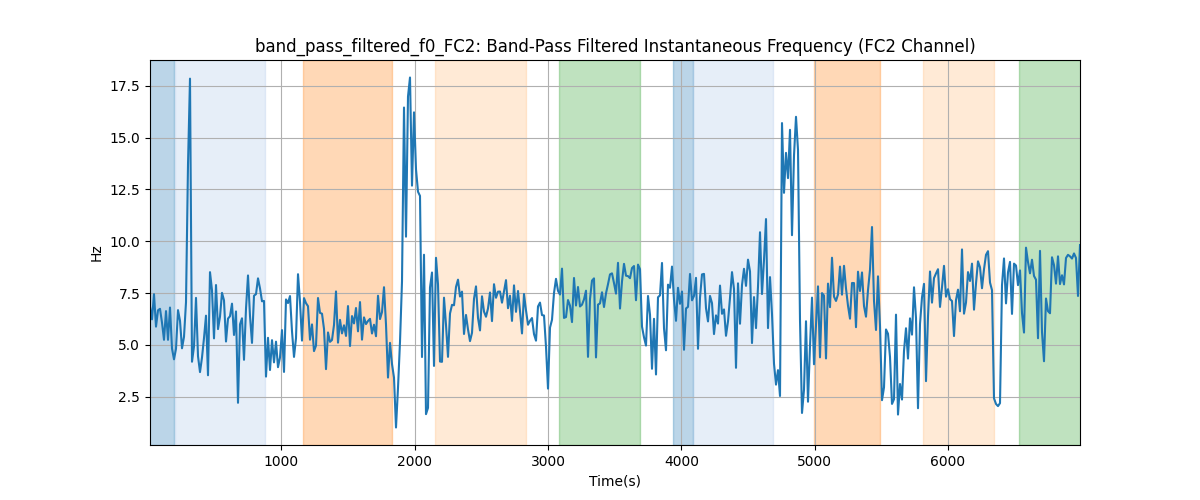 band_pass_filtered_f0_FC2: Band-Pass Filtered Instantaneous Frequency (FC2 Channel)
17.5
15.0
12.5
10.0
7.5
5.0
2.5
Hz
1000 2000 3000 4000 5000 6000
Time(s)